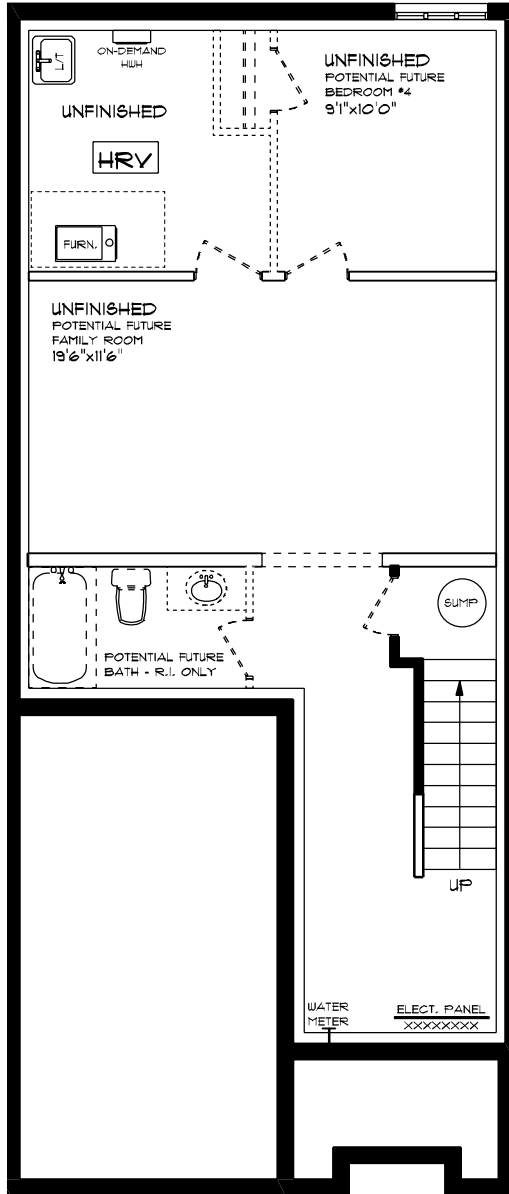 L/T
ON-DEMAND
HWH
UNFINISHED
HRV
FURN.
UNFINISHED
POTENTIAL FUTURE
BEDROOM #4
9'1"x10'0"
UNFINISHED
POTENTIAL FUTURE
FAMILY ROOM
19'6"x11'6"
SUMP
POTENTIAL FUTURE
BATH - R.I. ONLY
UP
WATER
METER
ELECT. PANEL
XXXXXXXX